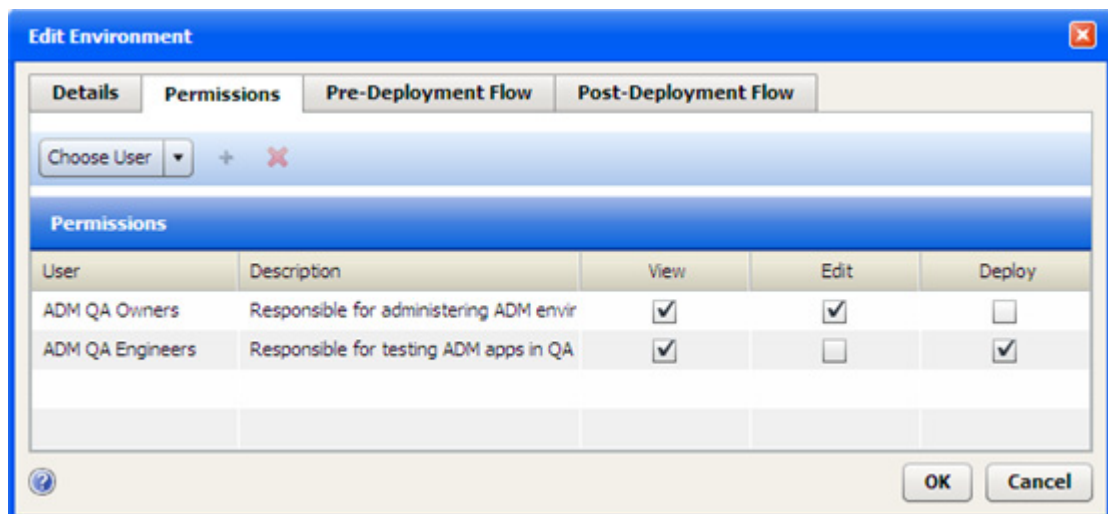 Edit Environment
Details Permissions Pre-Deployment Flow Post-Deployment Flow
Choose User
Permissions
User Description View Edit Deploy
ADM QA Owners Responsible for administering ADM envir
ADM QA Engineers Responsible for testing ADM apps in QA
OK Cancel